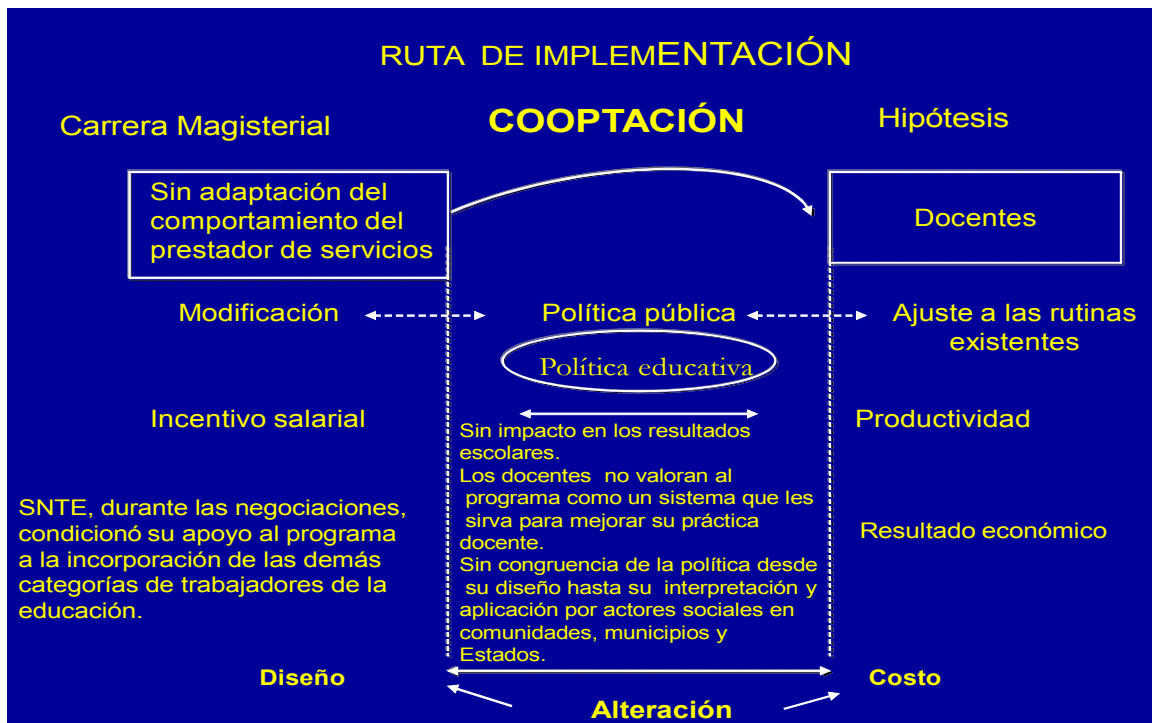 RUTA DE IMPLEMENTACIÓN
Carrera Magisterial
COOPTACIÓN
Hipótesis
Sin adaptación del
comportamiento del
prestador de servicios
Docentes
Modificación
Política pública
Ajuste a las rutinas
existentes
Política educativa
Incentivo salarial
Productividad
Sin impacto en los resultados
escolares.
Los docentes no valoran al
programa como un sistema que les
sirva para mejorar su práctica
docente.
Sin congruencia de la política desde
su diseño hasta su interpretación y
aplicación por actores sociales en
comunidades, municipios y
Estados.
SNTE, durante las negociaciones,
condicionó su apoyo al programa
a la incorporación de las demás
categorías de trabajadores de la
educación.
Resultado económico
Diseño
Costo
Alteración